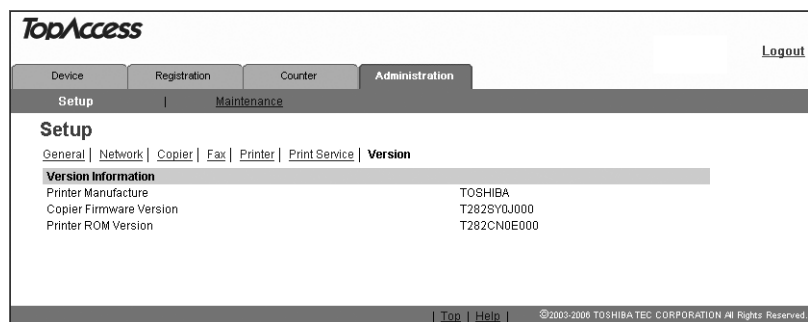 TopAccess
Logout
Device Registration Counter Administration
Setup | Maintenance
Setup
General | Network | Copier | Fax | Printer | Print Service | Version
Version Information
Printer Manufacture TOSHIBA
Copier Firmware Version T282SY0J000
Printer ROM Version T282CN0E000
| Top | Help | ©2003-2006 TOSHIBA TEC CORPORATION All Rights Reserved.